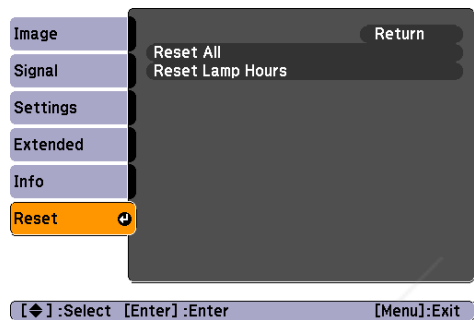 Image
Signal
Settings
Extended
Info
Reset
Return
Reset All
Reset Lamp Hours
[◆] :Select [Enter] :Enter [Menu]:Exit